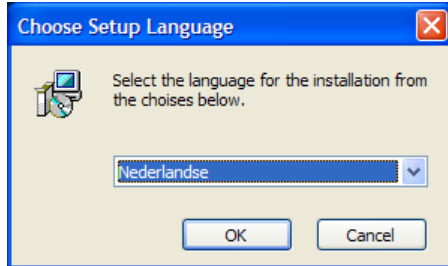 Choose Setup Language
Select the language for the installation from
the choises below.
Nederlandse
OK
Cancel